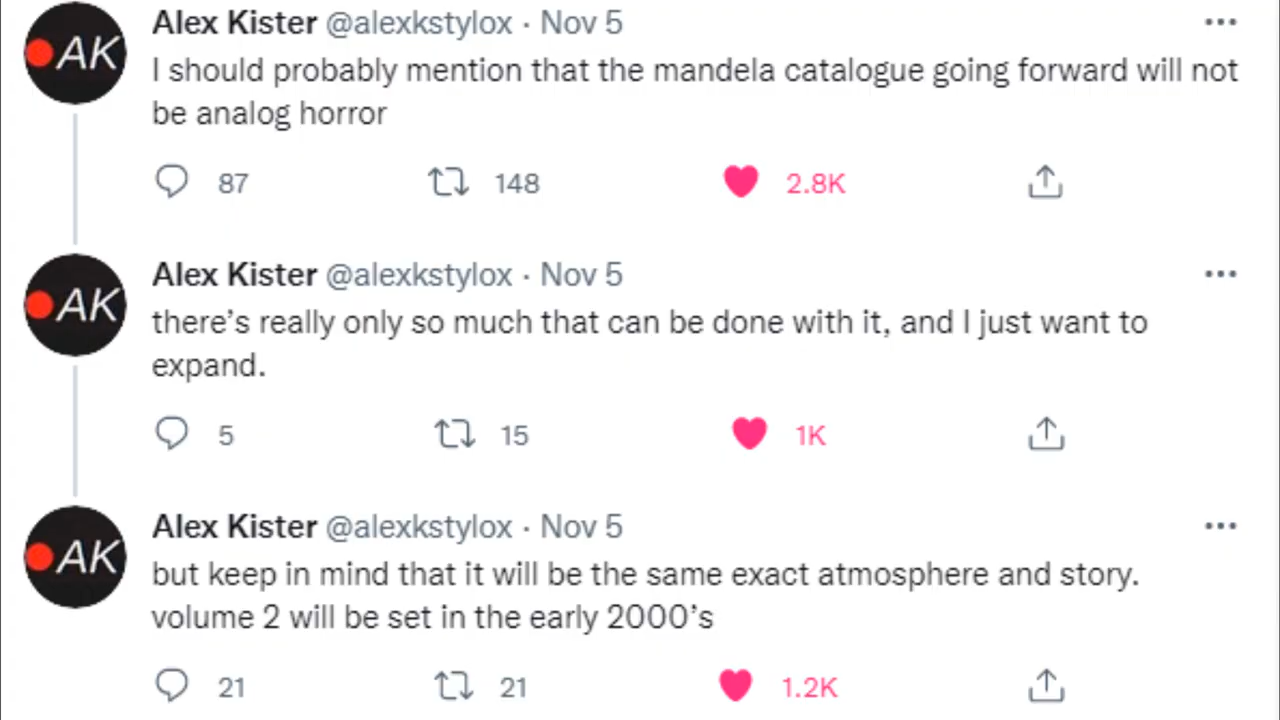 Alex Kister @alexkstylox · Nov 5
I should probably mention that the mandela catalogue going forward will not
be analog horror
87 148 2.8K
AK
Alex Kister @alexkstylox · Nov 5
there's really only so much that can be done with it, and I just want to
expand.
5 15 1K
AK
Alex Kister @alexkstylox · Nov 5
but keep in mind that it will be the same exact atmosphere and story.
volume 2 will be set in the early 2000's
21 21 1.2K
AK